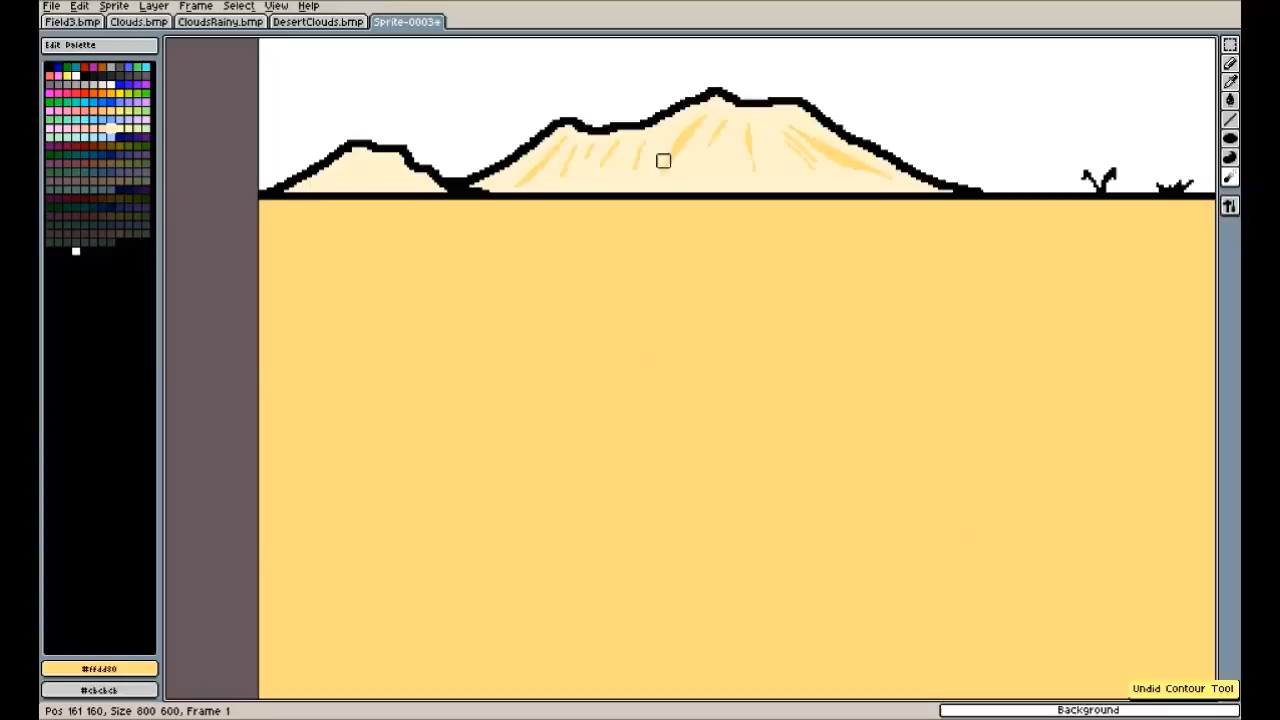 File Edit Sprite Layer Frame Select View Help
Field3.bmp Clouds.bmp CloudsRainy.bmp DesertClouds.bmp Sprite-0003*
Edit Palette
#ffdd80
#cbcbcb
Undid Contour Tool
Pos 161 160, Size 800 600, Frame 1
Background